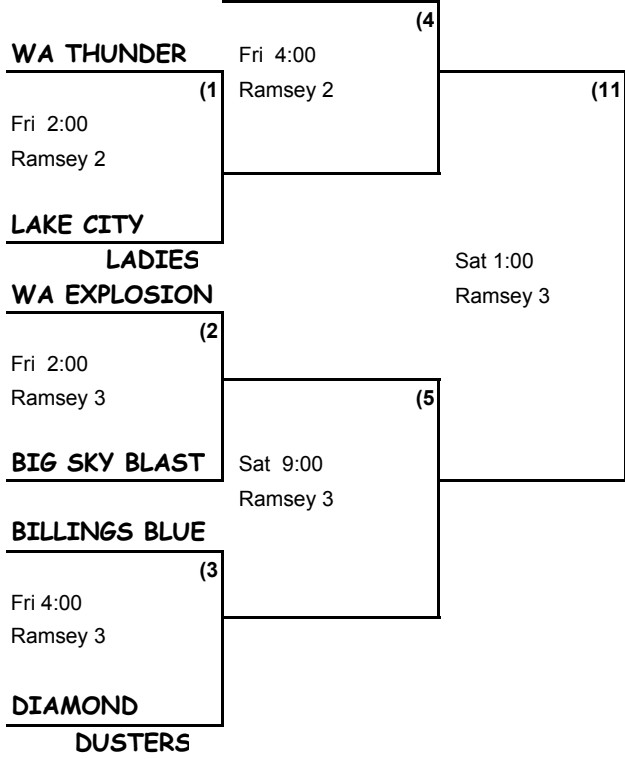 (4
WA THUNDER
Fri 4:00
(1
Ramsey 2
(11
Fri 2:00
Ramsey 2
LAKE CITY
LADIES
Sat 1:00
WA EXPLOSION
Ramsey 3
(2
Fri 2:00
Ramsey 3
(5
BIG SKY BLAST
Sat 9:00
Ramsey 3
BILLINGS BLUE
(3
Fri 4:00
Ramsey 3
DIAMOND
DUSTERS